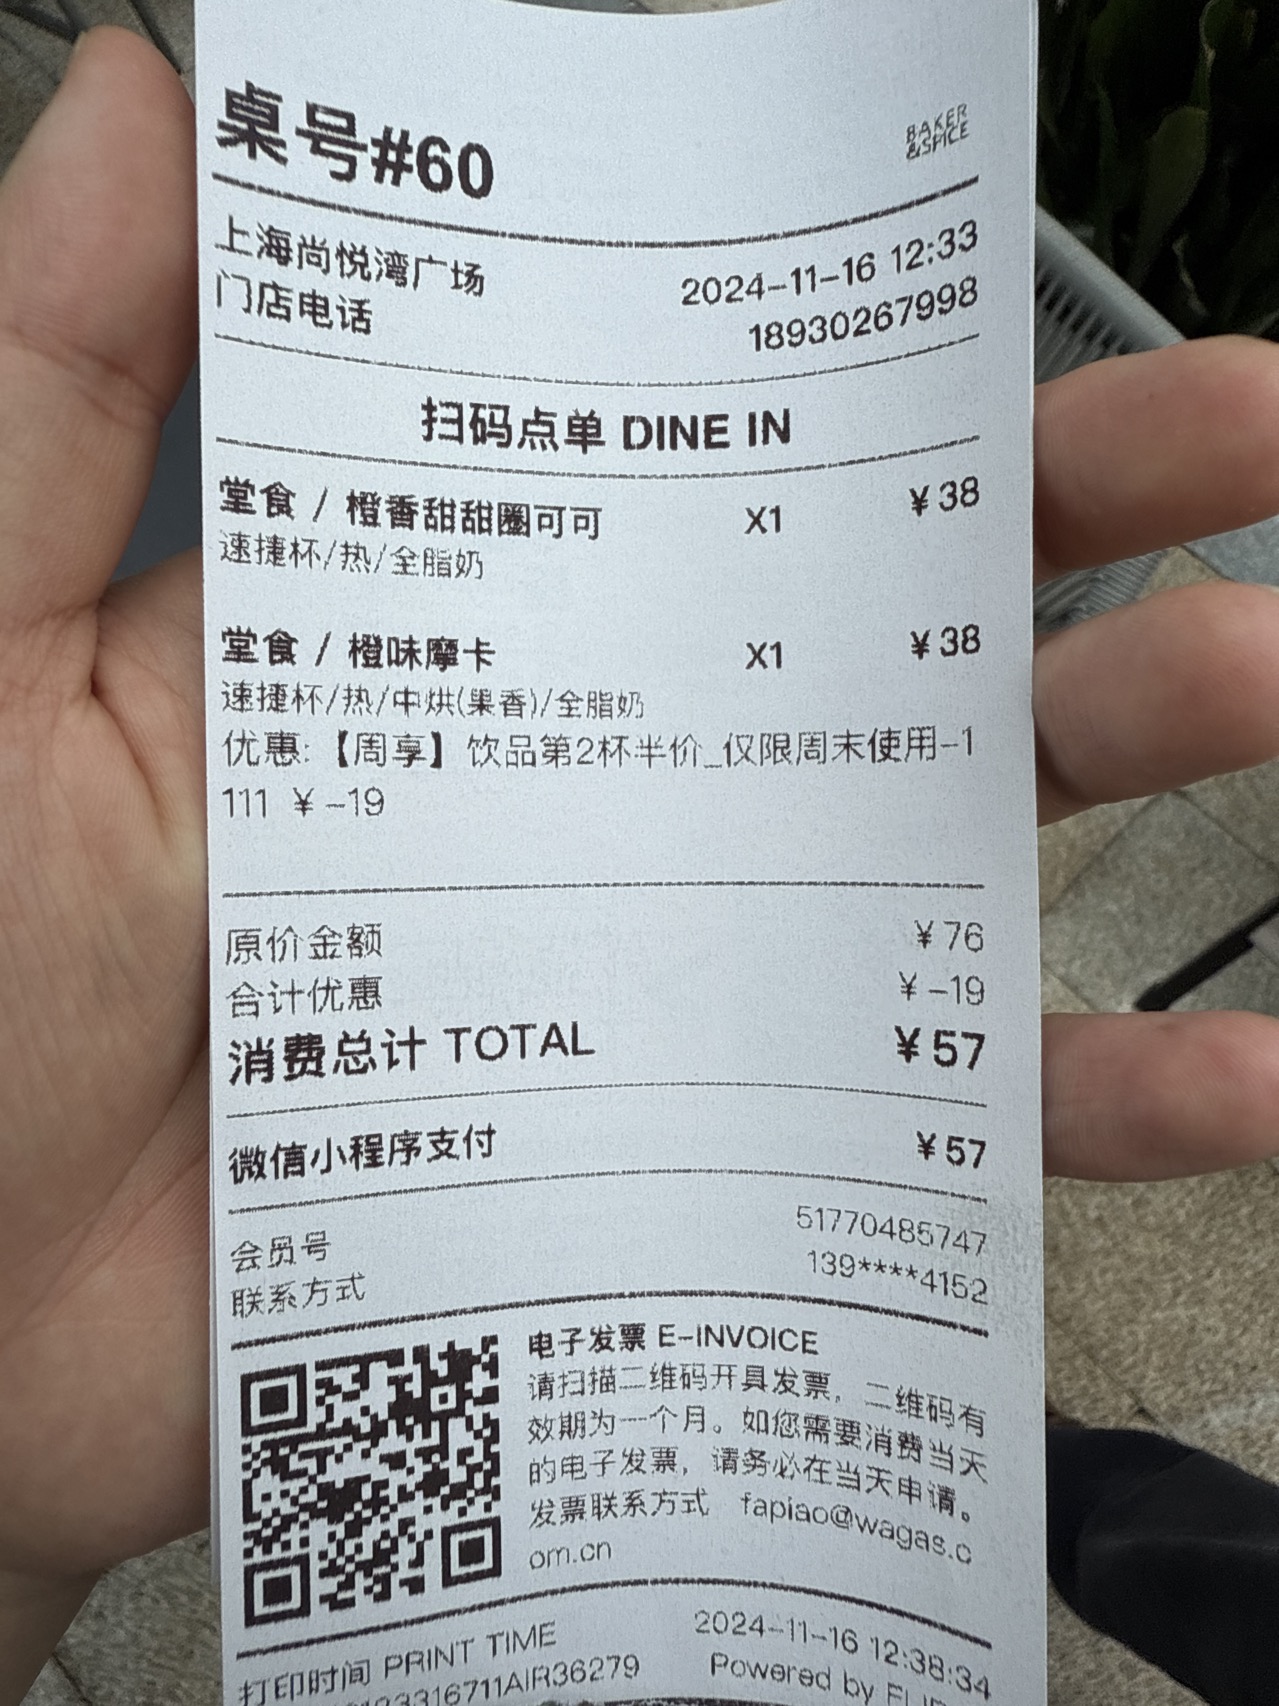 桌号#60
BAKER
&SPICE
上海尚悦湾广场 2024-11-16 12:33
门店电话 18930267998
扫码点单 DINE IN
堂食 / 橙香甜甜圈可可 X1 ¥38
速捷杯/热/全脂奶
堂食 / 橙味摩卡 X1 ¥38
速捷杯/热/中烘(果香)/全脂奶
优惠:【周享】饮品第2杯半价_仅限周末使用-1
111 ¥-19
原价金额 ¥76
合计优惠 ¥-19
消费总计 TOTAL ¥57
微信小程序支付 ¥57
会员号 51770485747
联系方式 139****4152
电子发票 E-INVOICE
请扫描二维码开具发票，二维码有
效期为一个月。如您需要消费当天
的电子发票，请务必在当天申请。
发票联系方式 fapiao@wagas.c
om.cn
打印时间 PRINT TIME 2024-11-16 12:38:34
Powered by